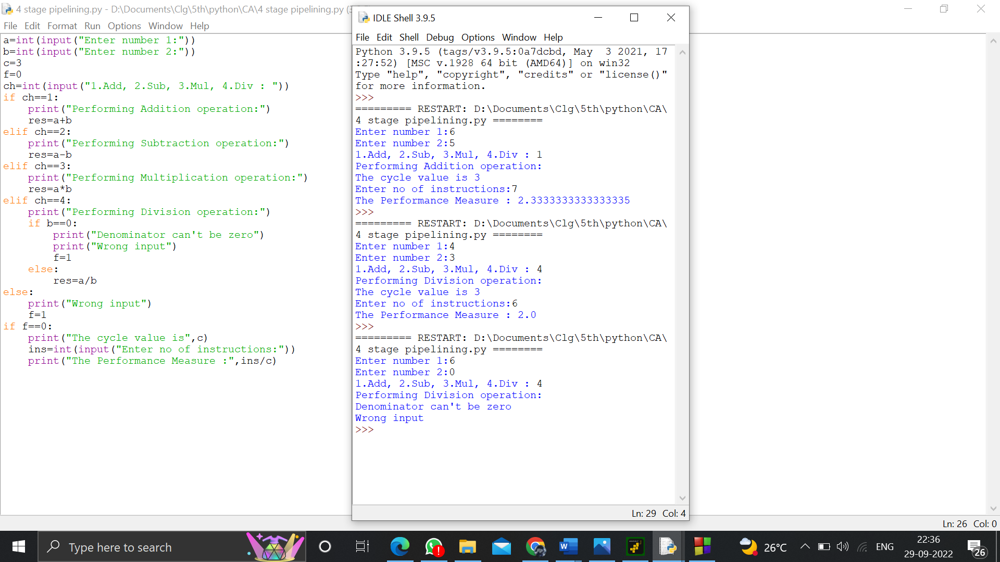 4 stage pipelining.py - D:\Documents\Clg\5th\python\CA\4 stage pipelining.py (3
File Edit Format Run Options Window Help
a=int(input("Enter number 1:"))
b=int(input("Enter number 2:"))
c=3
f=0
ch=int(input("1.Add, 2.Sub, 3.Mul, 4.Div : "))
if ch==1:
    print("Performing Addition operation:")
    res=a+b
elif ch==2:
    print("Performing Subtraction operation:")
    res=a-b
elif ch==3:
    print("Performing Multiplication operation:")
    res=a*b
elif ch==4:
    print("Performing Division operation:")
    if b==0:
        print("Denominator can't be zero")
        print("Wrong input")
        f=1
    else:
        res=a/b
else:
    print("Wrong input")
    f=1
if f==0:
    print("The cycle value is",c)
    ins=int(input("Enter no of instructions:"))
    print("The Performance Measure :",ins/c)
IDLE Shell 3.9.5
File Edit Shell Debug Options Window Help
Python 3.9.5 (tags/v3.9.5:0a7dcbd, May  3 2021, 17
:27:52) [MSC v.1928 64 bit (AMD64)] on win32
Type "help", "copyright", "credits" or "license()"
for more information.
>>>
========= RESTART: D:\Documents\Clg\5th\python\CA\
4 stage pipelining.py ========
Enter number 1:6
Enter number 2:5
1.Add, 2.Sub, 3.Mul, 4.Div : 1
Performing Addition operation:
The cycle value is 3
Enter no of instructions:7
The Performance Measure : 2.3333333333333335
>>>
========= RESTART: D:\Documents\Clg\5th\python\CA\
4 stage pipelining.py ========
Enter number 1:4
Enter number 2:3
1.Add, 2.Sub, 3.Mul, 4.Div : 4
Performing Division operation:
The cycle value is 3
Enter no of instructions:6
The Performance Measure : 2.0
>>>
========= RESTART: D:\Documents\Clg\5th\python\CA\
4 stage pipelining.py ========
Enter number 1:6
Enter number 2:0
1.Add, 2.Sub, 3.Mul, 4.Div : 4
Performing Division operation:
Denominator can't be zero
Wrong input
>>>
Ln: 29 Col: 4
Ln: 26 Col: 0
Type here to search
26°C
ENG
22:36
29-09-2022
26